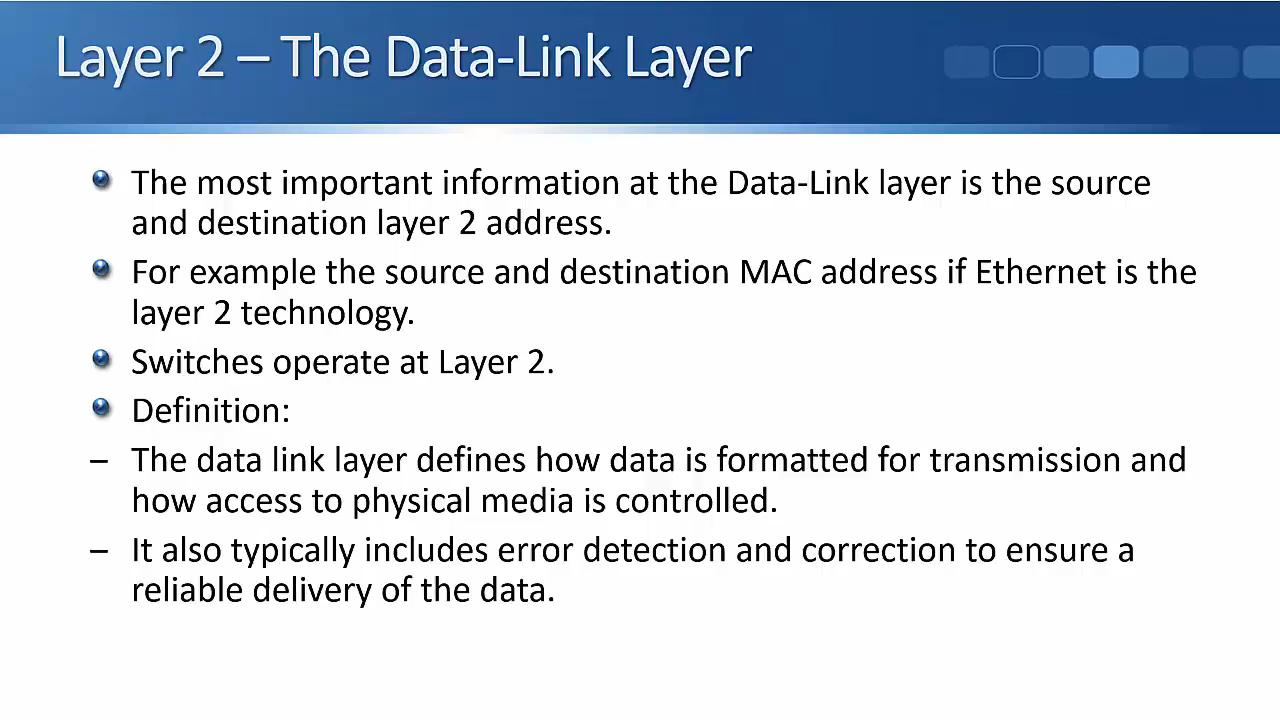 Layer 2 – The Data-Link Layer
The most important information at the Data-Link layer is the source
and destination layer 2 address.
For example the source and destination MAC address if Ethernet is the
layer 2 technology.
Switches operate at Layer 2.
Definition:
– The data link layer defines how data is formatted for transmission and
how access to physical media is controlled.
– It also typically includes error detection and correction to ensure a
reliable delivery of the data.